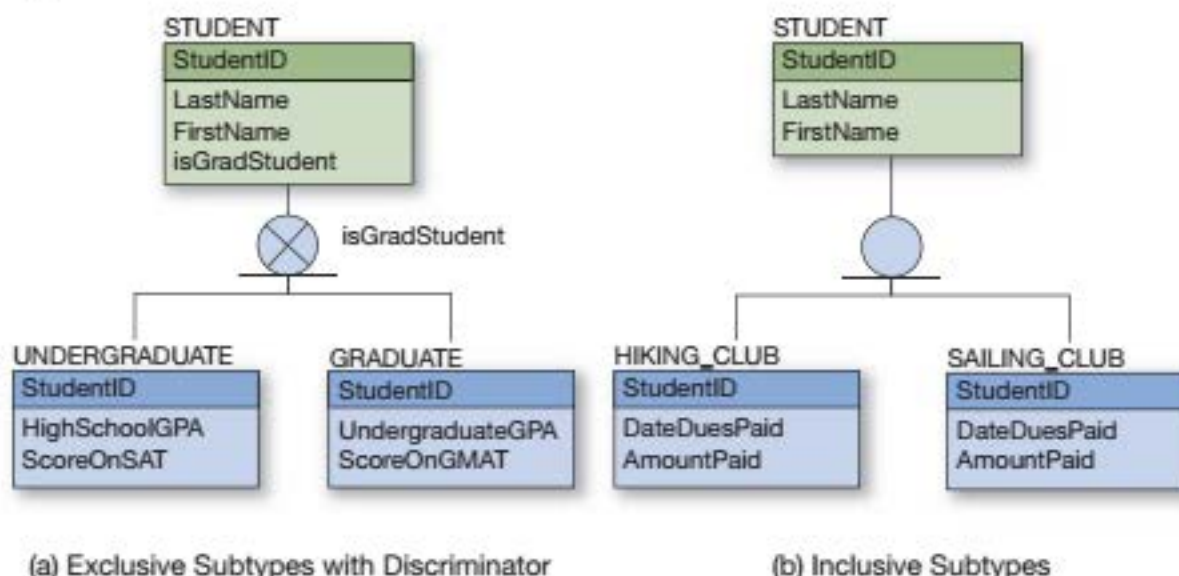 STUDENT
StudentID
LastName
FirstName
isGradStudent
isGradStudent
UNDERGRADUATE
StudentID
HighSchoolGPA
ScoreOnSAT
GRADUATE
StudentID
UndergraduateGPA
ScoreOnGMAT
(a) Exclusive Subtypes with Discriminator
STUDENT
StudentID
LastName
FirstName
HIKING_CLUB
StudentID
DateDuesPaid
AmountPaid
SAILING_CLUB
StudentID
DateDuesPaid
AmountPaid
(b) Inclusive Subtypes